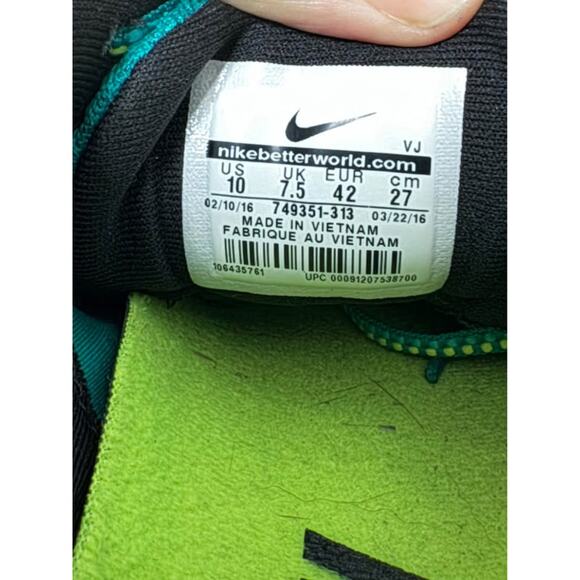 VJ
nikebetterworld.com
US UK EUR cm
10 7.5 42 27
02/10/16 749351-313 03/22/16
MADE IN VIETNAM
FABRIQUE AU VIETNAM
106435761 UPC 00091207538700